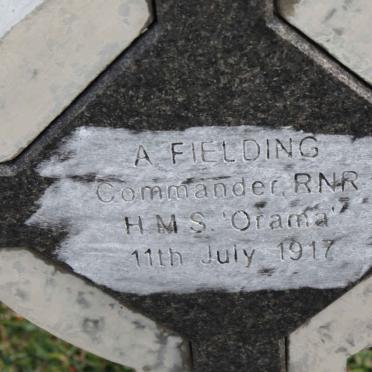 A FIELDING
Commander, RNR
H M S. 'Orama'
11th July 1917